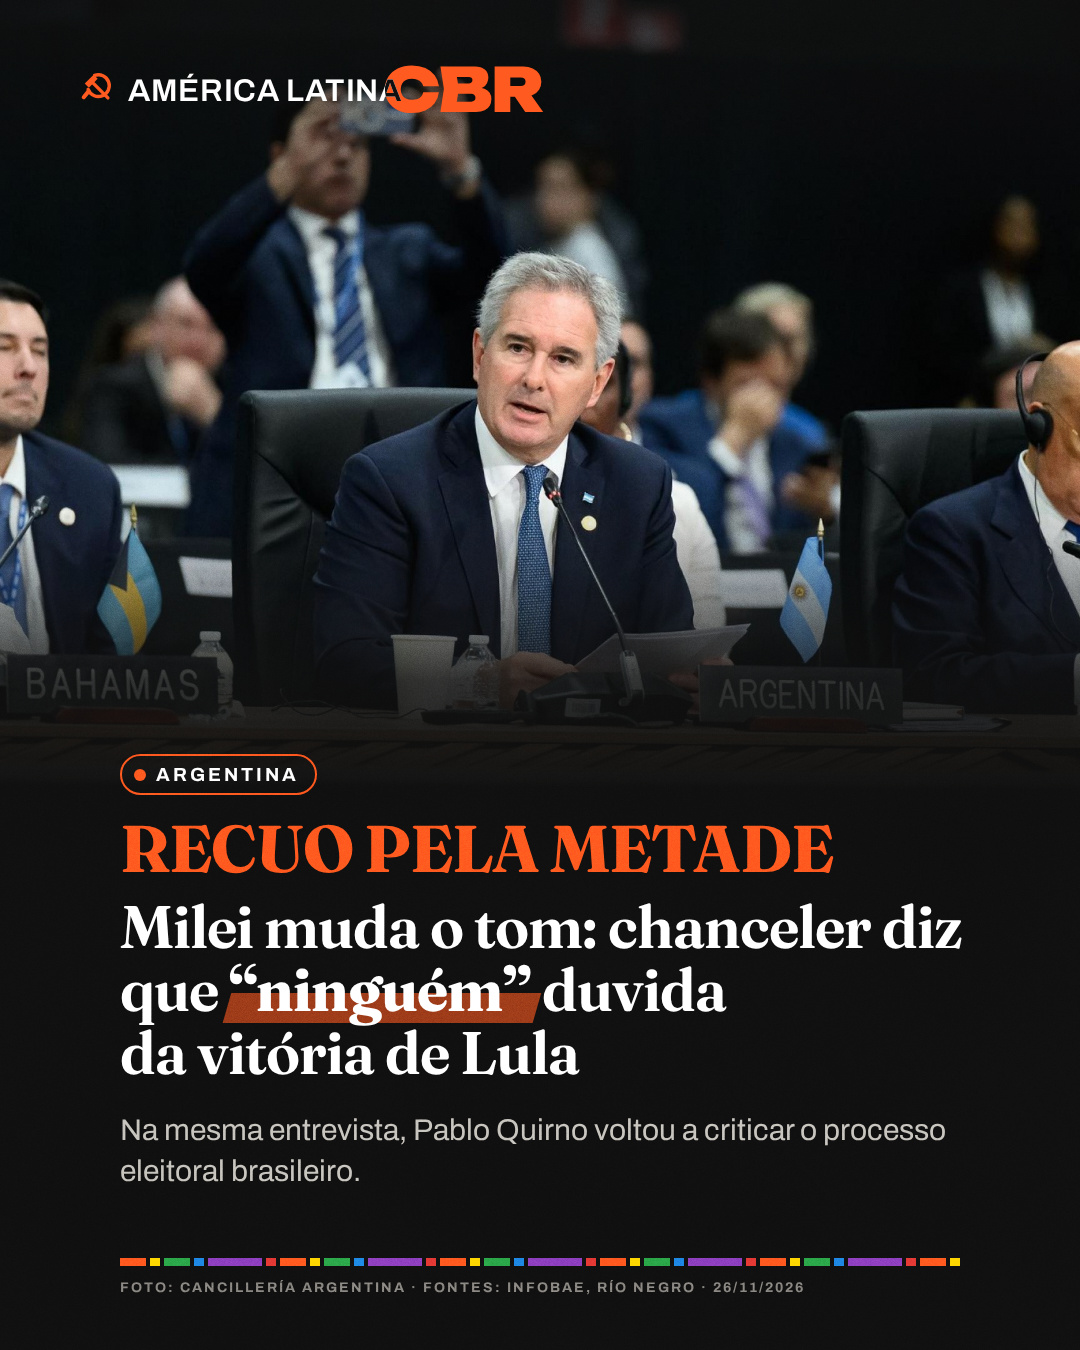 AMÉRICA LATINA CBR
BAHAMAS
ARGENTINA
ARGENTINA
RECUO PELA METADE
Milei muda o tom: chanceler diz
que “ninguém” duvida
da vitória de Lula
Na mesma entrevista, Pablo Quirno voltou a criticar o processo
eleitoral brasileiro.
FOTO: CANCILLERÍA ARGENTINA · FONTES: INFOBAE, RÍO NEGRO · 26/11/2026